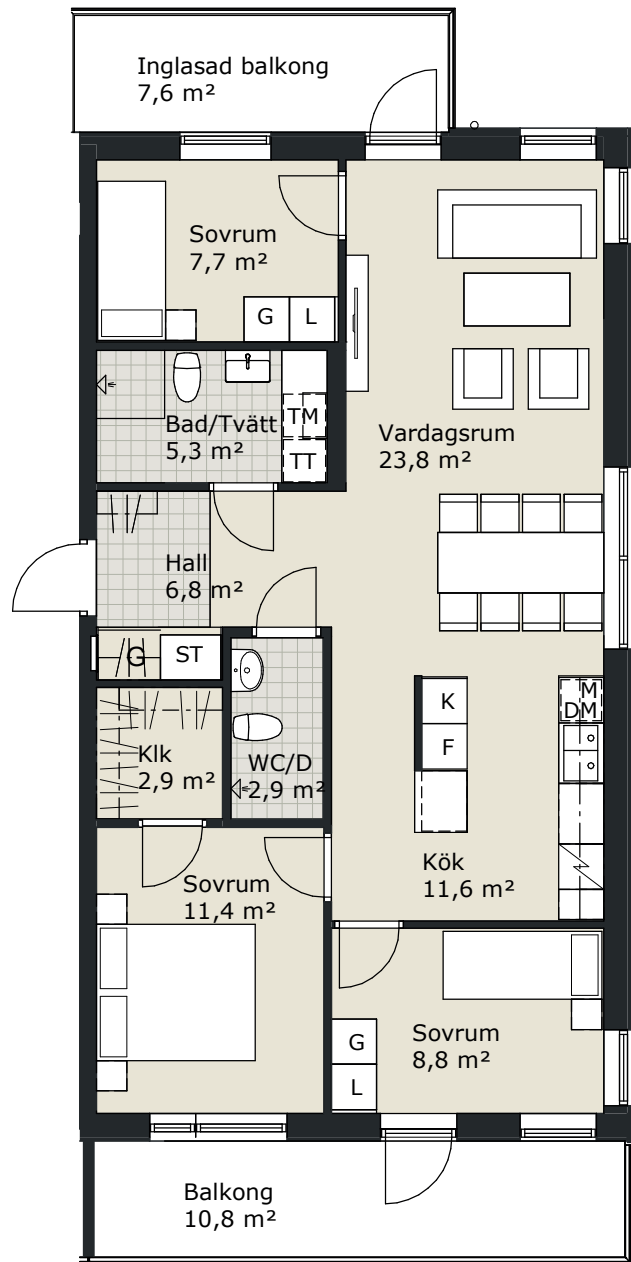 Inglasad balkong
7,6 m²
Sovrum
7,7 m²
G L
Bad/Tvätt
5,3 m²
TM
TT
Vardagsrum
23,8 m²
Hall
6,8 m²
G ST
Klk
2,9 m²
WC/D
2,9 m²
K
F
M
DM
Kök
11,6 m²
Sovrum
11,4 m²
Sovrum
8,8 m²
G
L
Balkong
10,8 m²